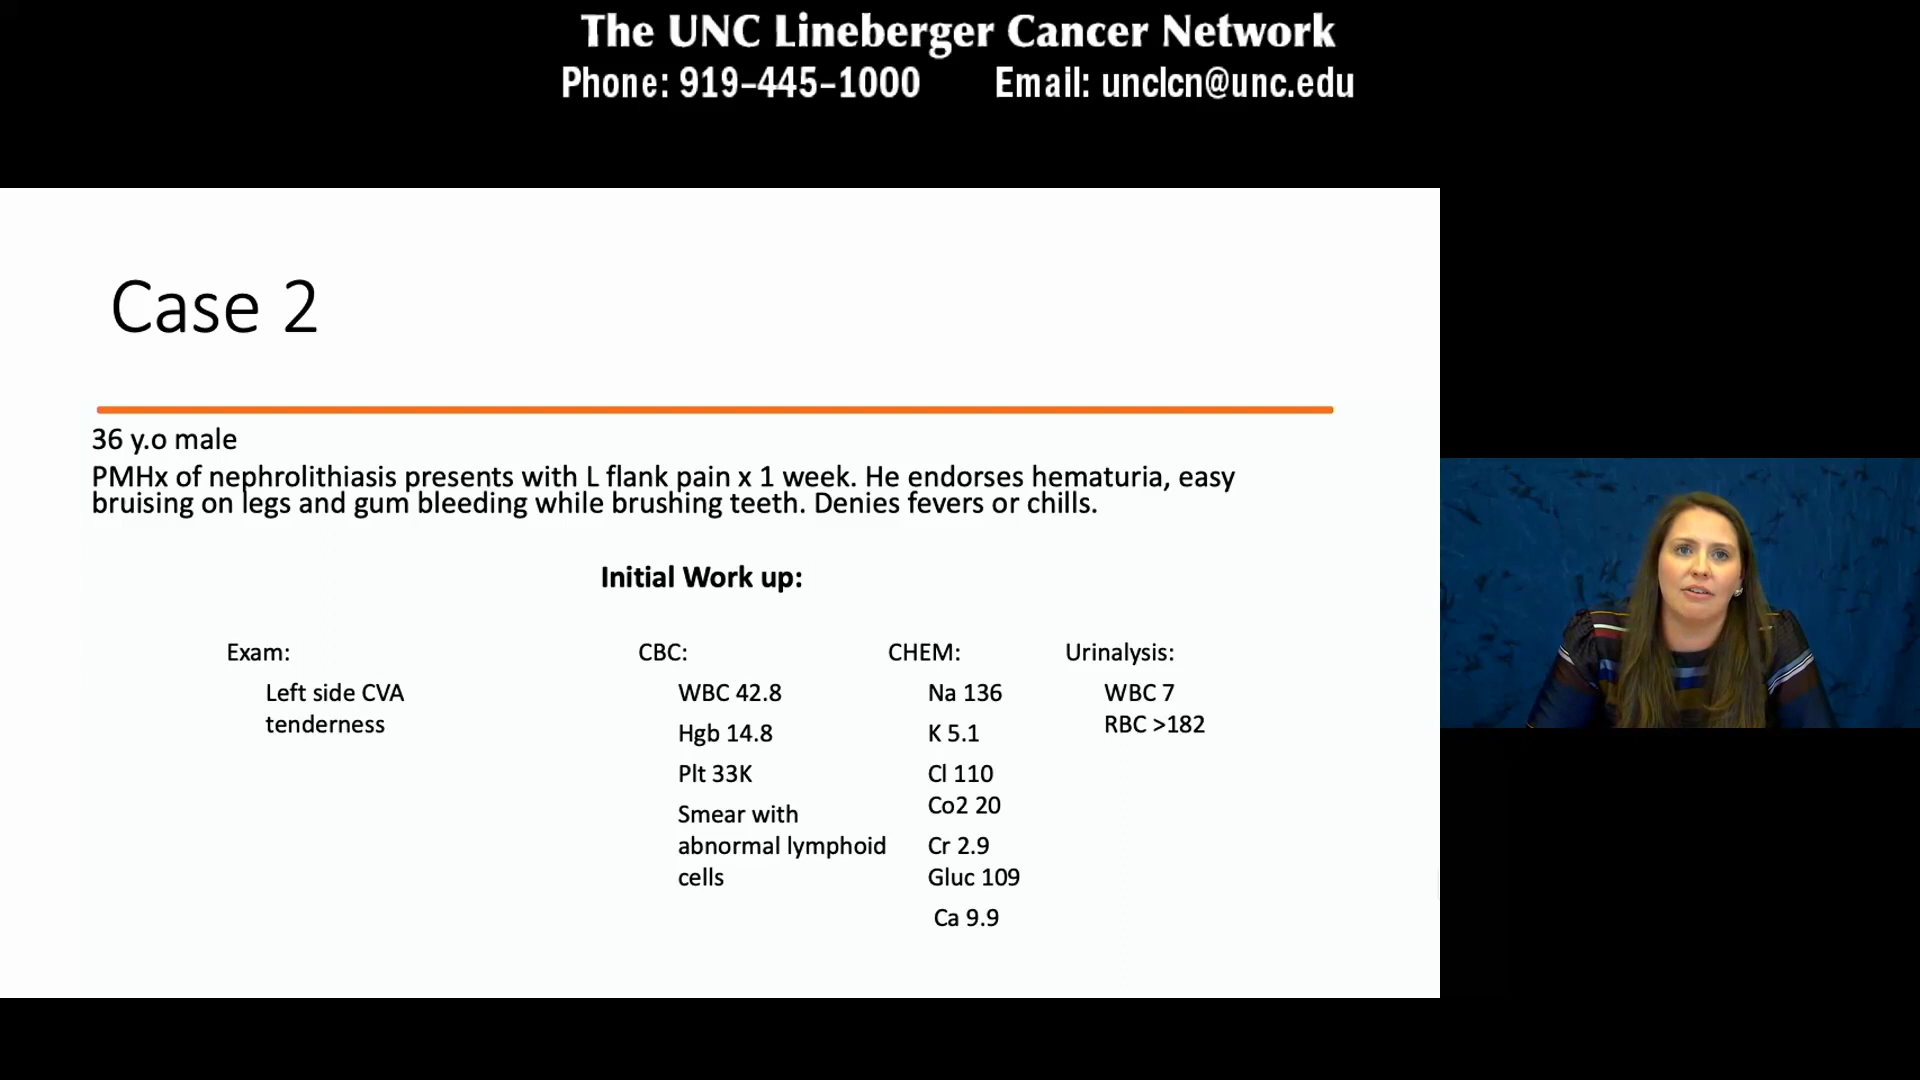 The UNC Lineberger Cancer Network
Phone: 919-445-1000 Email: unclcn@unc.edu
Case 2
36 y.o male
PMHx of nephrolithiasis presents with L flank pain x 1 week. He endorses hematuria, easy
bruising on legs and gum bleeding while brushing teeth. Denies fevers or chills.
Initial Work up:
Exam:
Left side CVA
tenderness
CBC:
WBC 42.8
Hgb 14.8
Plt 33K
Smear with
abnormal lymphoid
cells
CHEM:
Na 136
K 5.1
Cl 110
Co2 20
Cr 2.9
Gluc 109
Ca 9.9
Urinalysis:
WBC 7
RBC >182